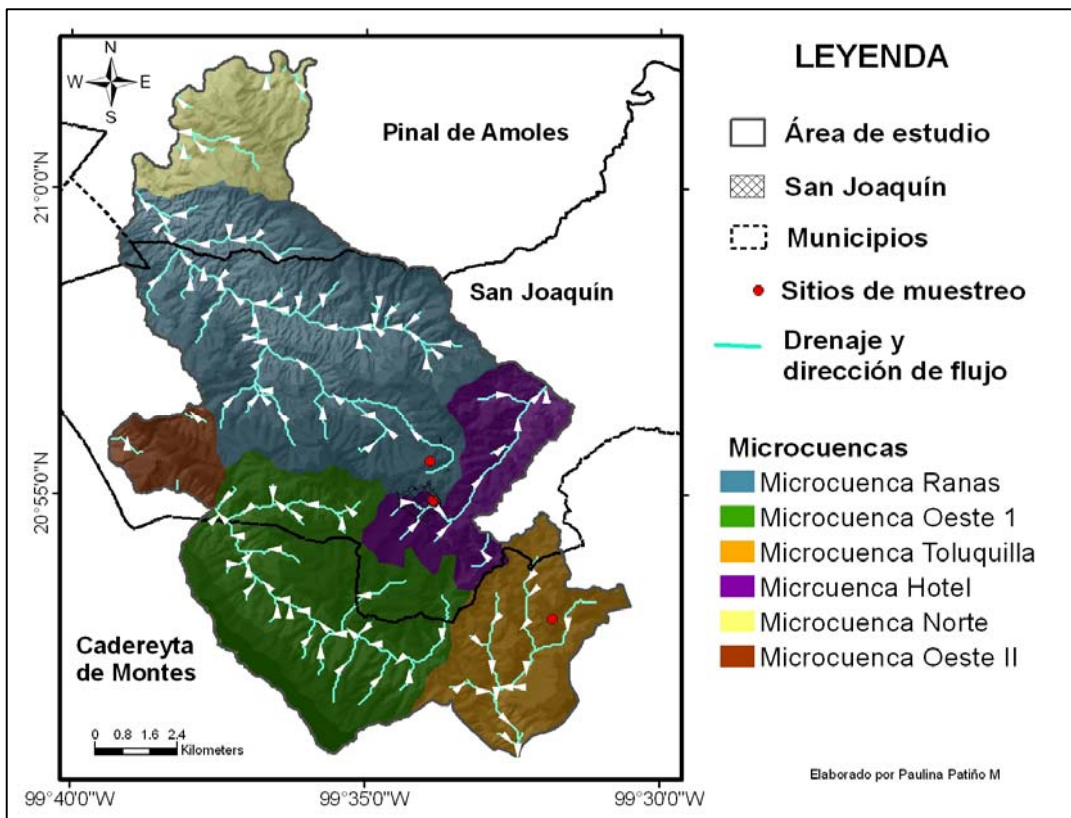 N
W E
S
Pinal de Amoles
San Joaquín
Cadereyta
de Montes
0 0.8 1.6 2.4
Kilometers
21°0'0"N
20°55'0"N
99°40'0"W
99°35'0"W
99°30'0"W
LEYENDA
Área de estudio
San Joaquín
Municipios
Sitios de muestreo
Drenaje y
dirección de flujo
Microcuencas
Microcuenca Ranas
Microcuenca Oeste 1
Microcuenca Toluquilla
Micrcuenca Hotel
Microcuenca Norte
Microcuenca Oeste II
Elaborado por Paulina Patiño M